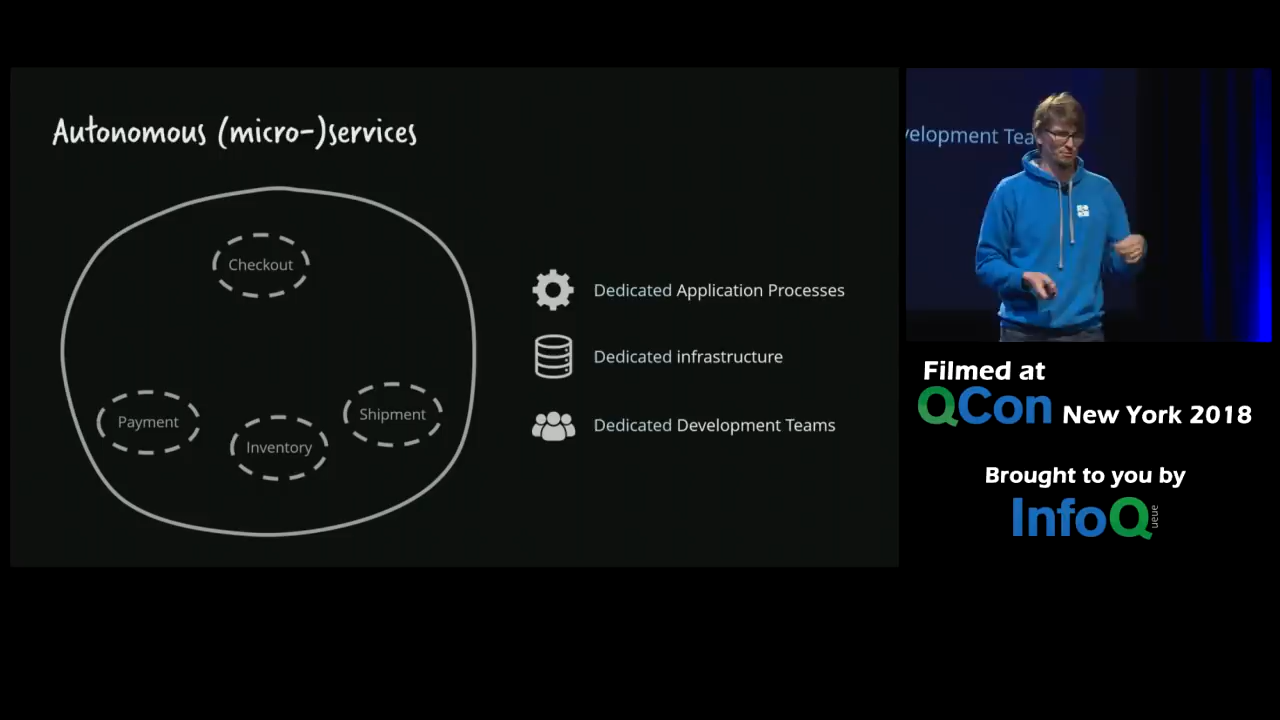 Autonomous (micro-)services
Checkout
Payment
Inventory
Shipment
Dedicated Application Processes
Dedicated infrastructure
Dedicated Development Teams
velopment Tea
Filmed at
QCon New York 2018
Brought to you by
InfoQ
ueue